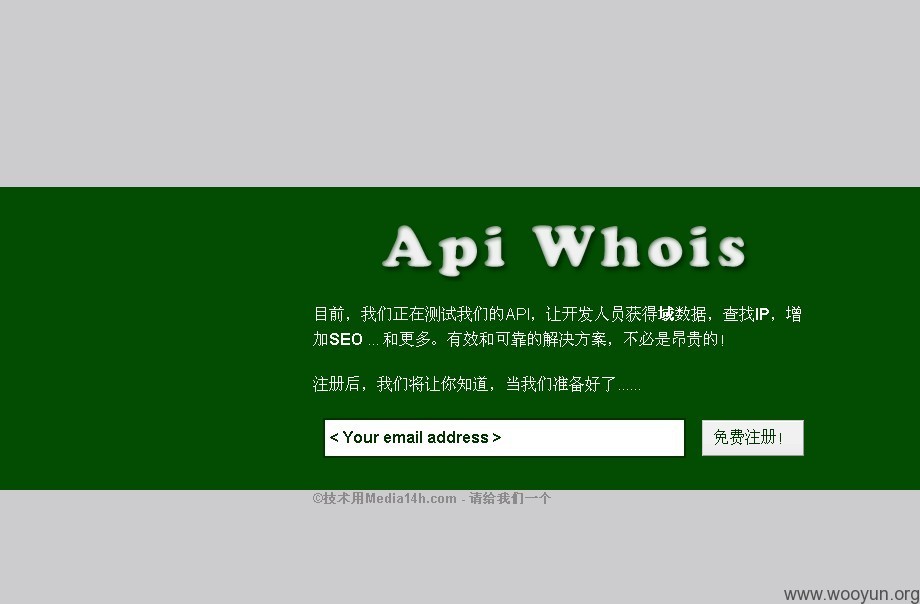 Api Whois
目前，我们正在测试我们的API，让开发人员获得域数据，查找IP，增
加SEO ... 和更多。有效和可靠的解决方案，不必是昂贵的！
注册后，我们将让你知道，当我们准备好了......
< Your email address >
免费注册！
©技术用Media14h.com - 请给我们一个
www.wooyun.org